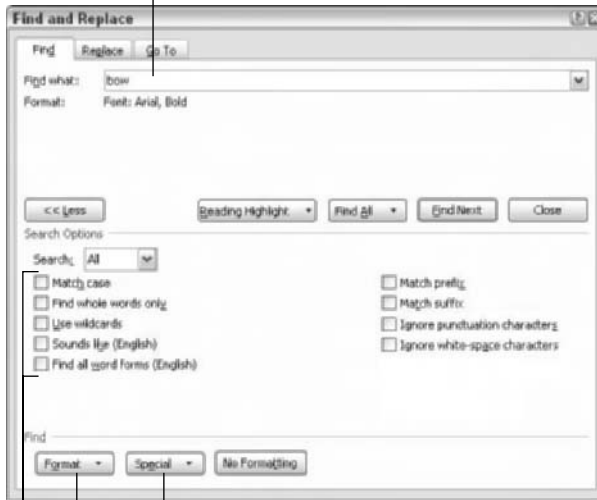 Find and Replace
Find Replace Go To
Find what: bow
Format: Font: Arial, Bold
<< Less Reading Highlight Find All Find Next Close
Search Options
Search: All
Match case Match prefix
Find whole words only Match suffix
Use wildcards Ignore punctuation characters
Sounds like (English) Ignore white-space characters
Find all word forms (English)
Find
Format Special No Formatting